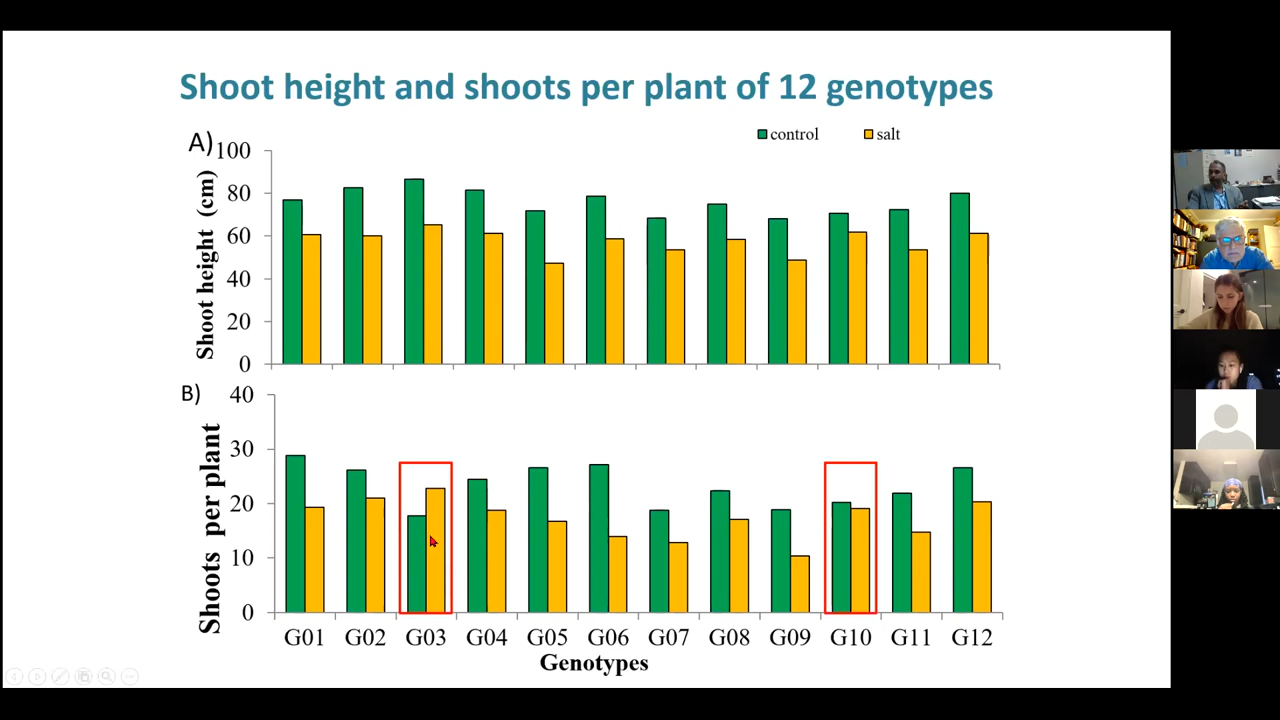 Shoot height and shoots per plant of 12 genotypes
A)
control
salt
Shoot height (cm)
100
80
60
40
20
0
B)
Shoots per plant
40
30
20
10
0
G01 G02 G03 G04 G05 G06 G07 G08 G09 G10 G11 G12
Genotypes